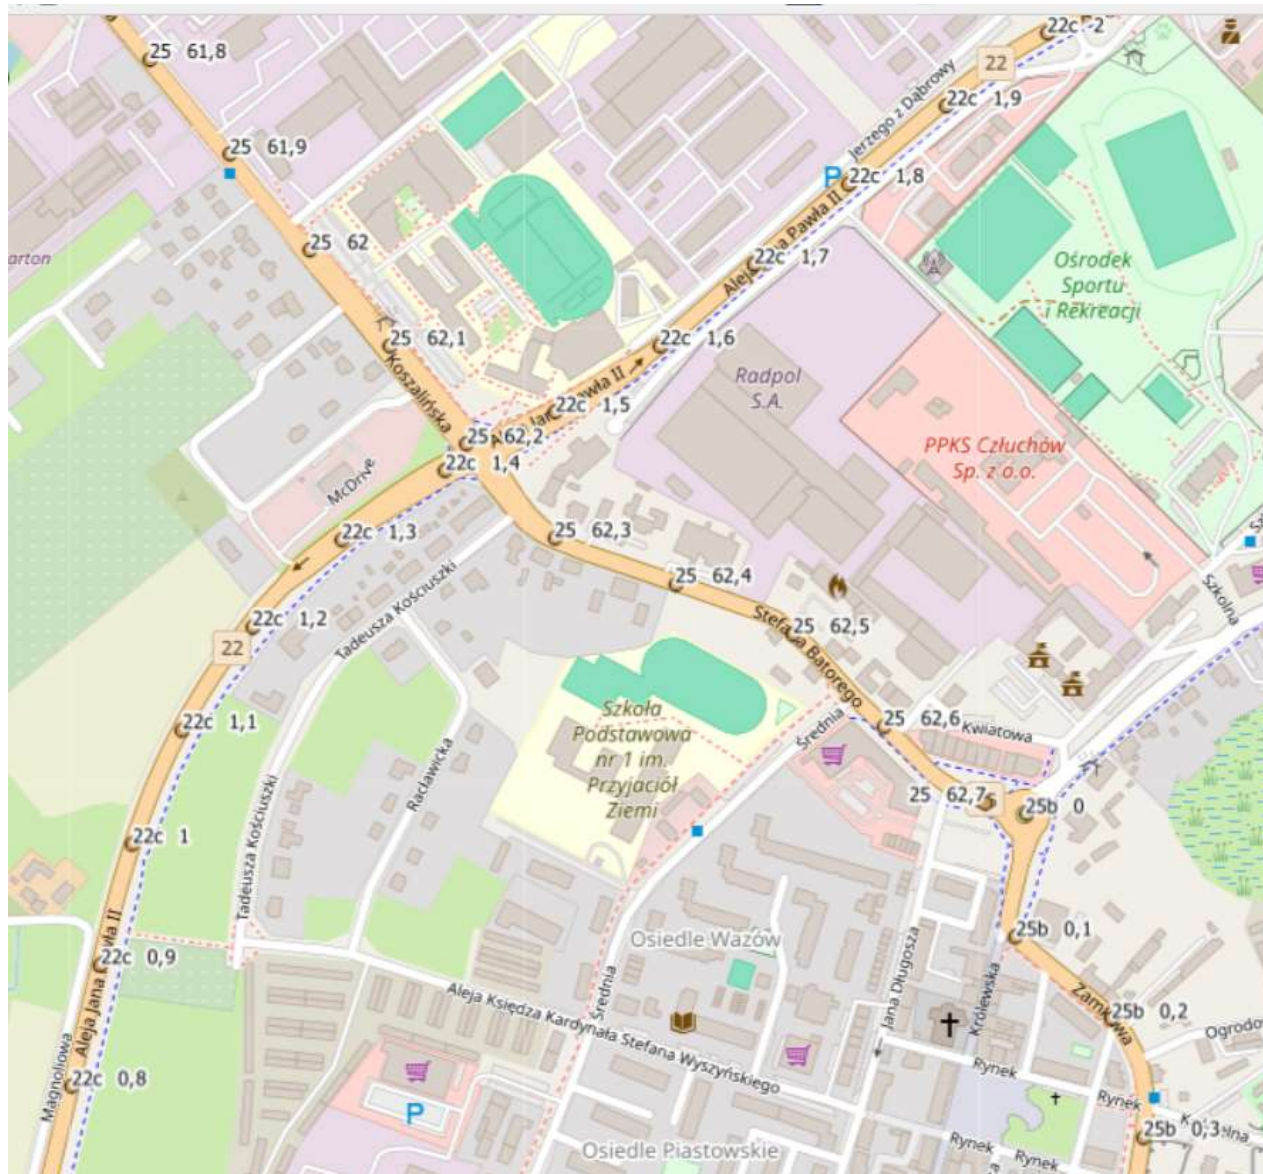 22c 2
25 61,8
22
22c 1,9
Jerzego z Dąbrowy
25 61,9
P
22c 1,8
25 62
arton
22c 1,7
Ośrodek
Sportu
i Rekreacji
25 62,1
22c 1,6
Koszalińska
Radpol
S.A.
22c 1,5
25 62,2
PPKS Człuchów
Sp. z o.o.
22c 1,4
McDrive
22c 1,3
25 62,3
Tadeusza Kościuszki
25 62,4
Szkolna
22c 1,2
25 62,5
Stefana Batorego
22
Szkoła
Podstawowa
nr 1 im.
Przyjaciół
Ziemi
22c 1,1
Średnia
25 62,6
Kwiatowa
Racławicka
25 62,7
25b 0
22c 1
Tadeusza Kościuszki
Aleja Jana Pawła II
25b 0,1
Osiedle Wazów
22c 0,9
Średnia
Jana Długosza
Królewska
Zamkowa
25b 0,2
Aleja Księdza Kardynała Stefana Wyszyńskiego
Magnoliowa
22c 0,8
Rynek
P
Rynek
25b 0,3
Osiedle Piastowskie
Rynek
Rynek